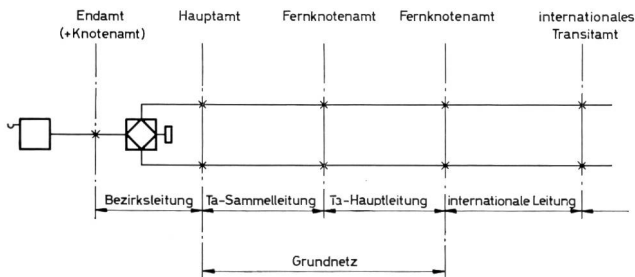 Endamt
(+Knotenamt)
Hauptamt
Fernknotenamt
Fernknotenamt
internationales
Transitamt
Bezirksleitung
Ta-Sammelleitung
Ta-Hauptleitung
internationale Leitung
Grundnetz